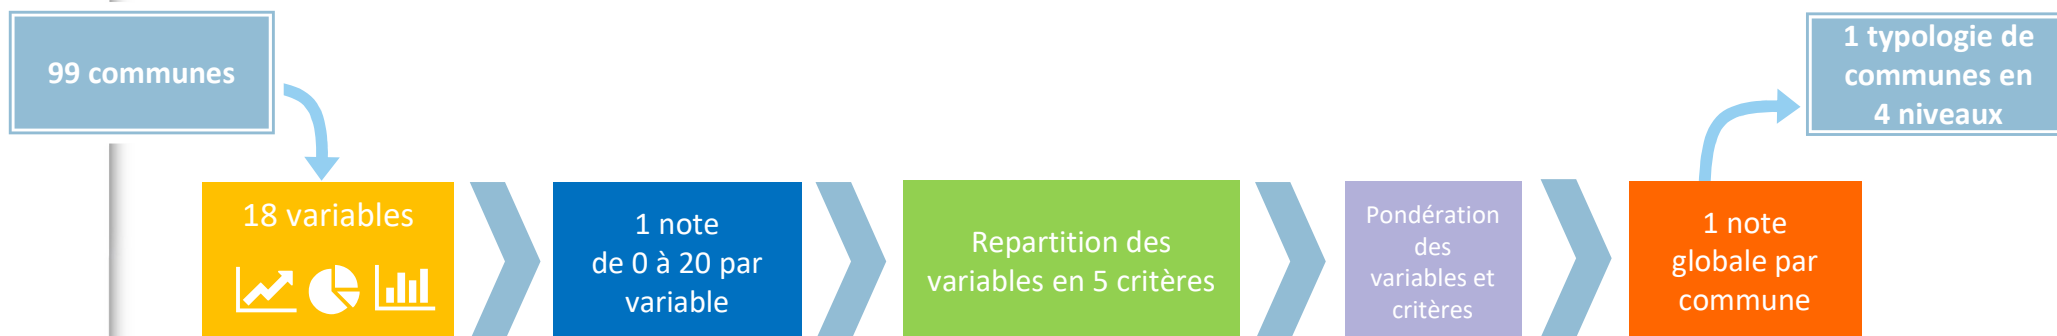 99 communes
18 variables
1 note
de 0 à 20 par
variable
Repartition des
variables en 5 critères
Pondération
des
variables et
critères
1 note
globale par
commune
1 typologie de
communes en
4 niveaux